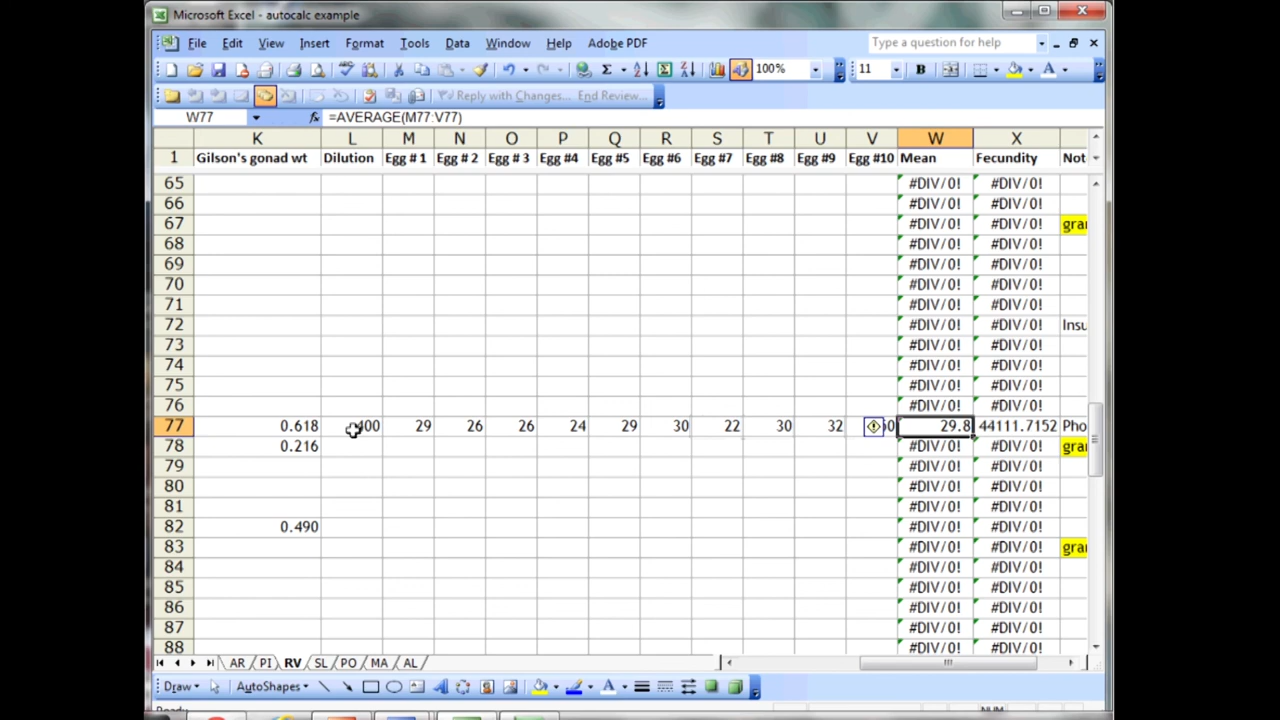 Microsoft Excel - autocalc example
File Edit View Insert Format Tools Data Window Help Adobe PDF Type a question for help
100% 11 B A
Reply with Changes... End Review...
W77 fx =AVERAGE(M77:V77)
K L M N O P Q R S T U V W X
1 Gilson's gonad wt Dilution Egg # 1 Egg # 2 Egg # 3 Egg #4 Egg #5 Egg #6 Egg #7 Egg #8 Egg #9 Egg #10 Mean Fecundity Not
65 #DIV/0! #DIV/0!
66 #DIV/0! #DIV/0!
67 #DIV/0! #DIV/0! grar
68 #DIV/0! #DIV/0!
69 #DIV/0! #DIV/0!
70 #DIV/0! #DIV/0!
71 #DIV/0! #DIV/0!
72 #DIV/0! #DIV/0! Insu
73 #DIV/0! #DIV/0!
74 #DIV/0! #DIV/0!
75 #DIV/0! #DIV/0!
76 #DIV/0! #DIV/0!
77 0.618 400 29 26 26 24 29 30 22 30 32 29.8 44111.7152 Pho
78 0.216 #DIV/0! #DIV/0! grar
79 #DIV/0! #DIV/0!
80 #DIV/0! #DIV/0!
81 #DIV/0! #DIV/0!
82 0.490 #DIV/0! #DIV/0!
83 #DIV/0! #DIV/0! grar
84 #DIV/0! #DIV/0!
85 #DIV/0! #DIV/0!
86 #DIV/0! #DIV/0!
87 #DIV/0! #DIV/0!
88 #DIV/0! #DIV/0!
AR PI RV SL PO MA AL
Draw AutoShapes A
NUM